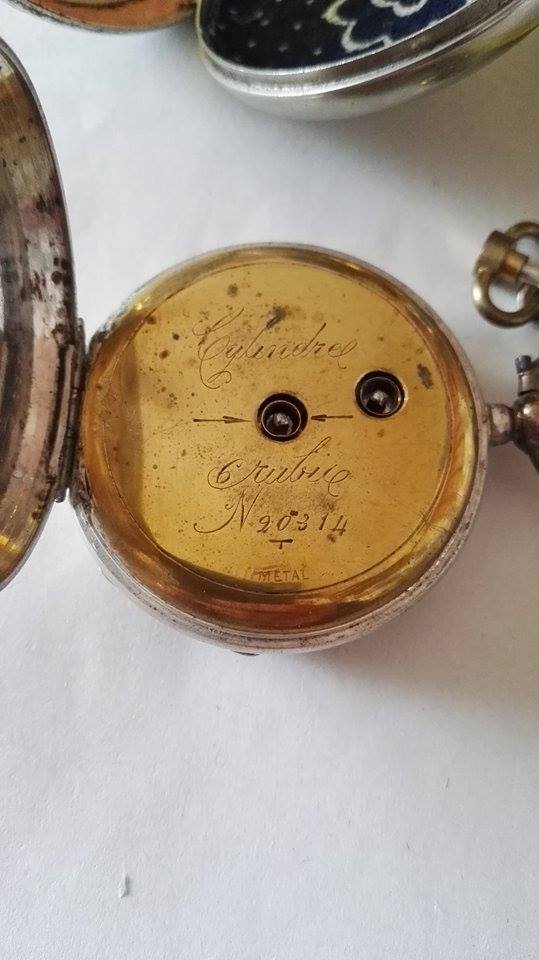 Cylindre
6 rubis
N 20314
METAL